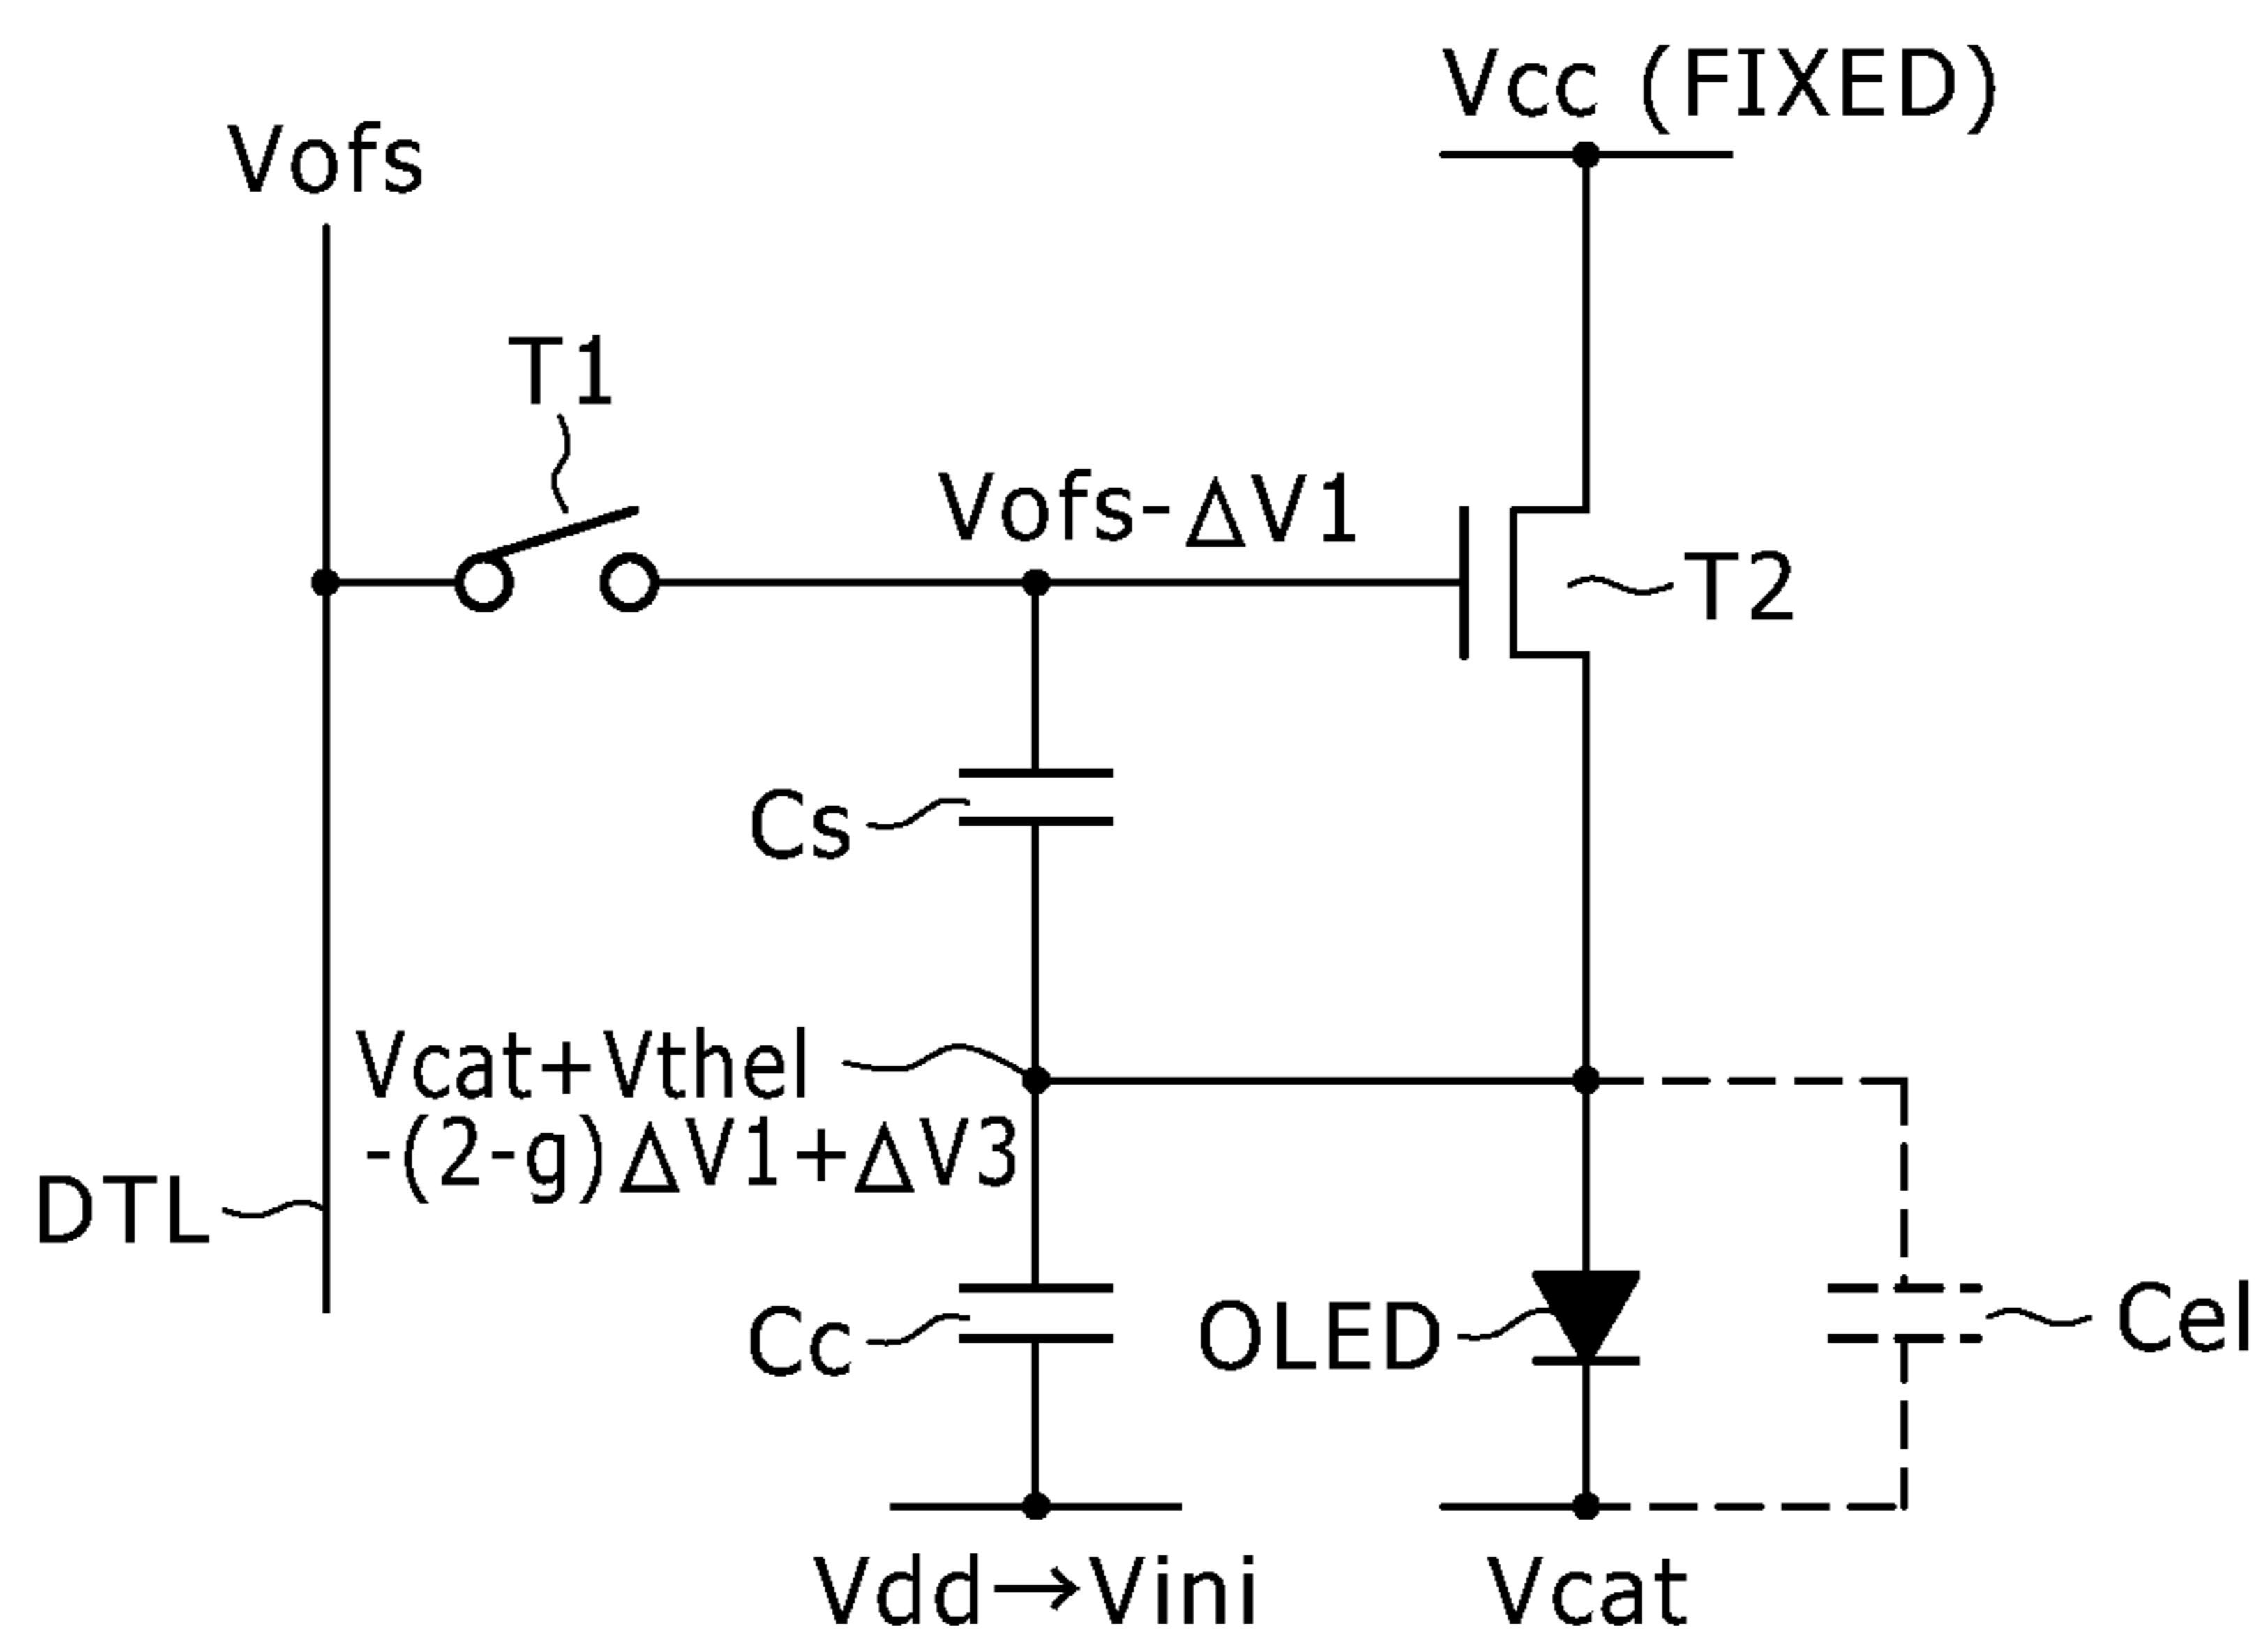 Vcc (FIXED)
Vofs
T1
Vofs-ΔV1
T2
Cs
Vcat+Vthel
-(2-g)ΔV1+ΔV3
DTL
Cc
OLED
Cel
Vdd→Vini
Vcat